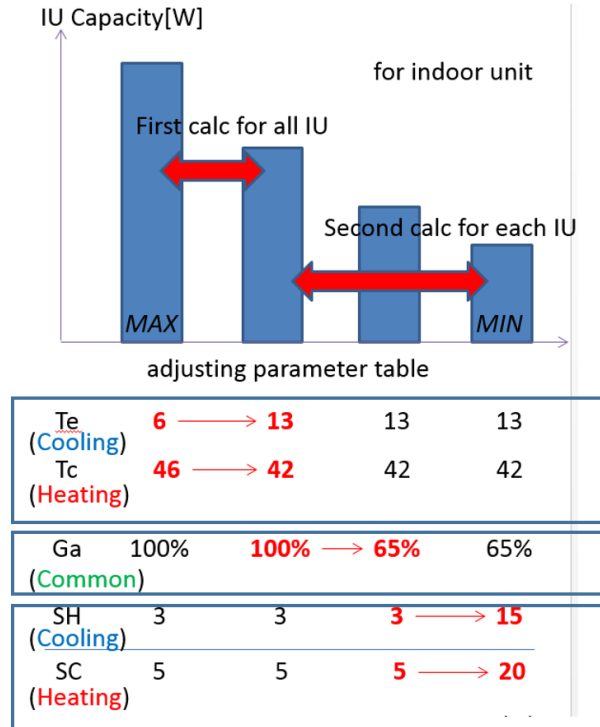 IU Capacity[W]
for indoor unit
First calc for all IU
Second calc for each IU
MAX
MIN
adjusting parameter table
Te 6 13 13 13
(Cooling)
Tc 46 42 42 42
(Heating)
Ga 100% 100% 65% 65%
(Common)
SH 3 3 3 15
(Cooling)
SC 5 5 5 20
(Heating)